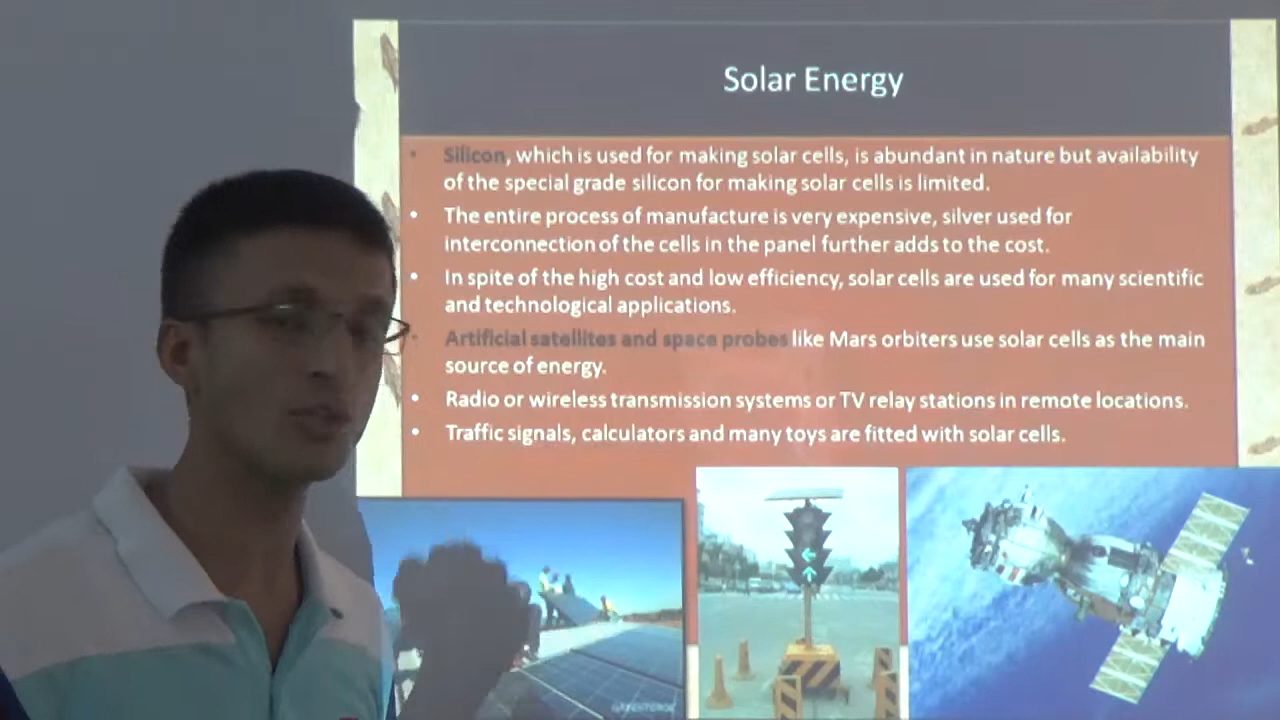 Solar Energy
• Silicon, which is used for making solar cells, is abundant in nature but availability
of the special grade silicon for making solar cells is limited.
• The entire process of manufacture is very expensive, silver used for
interconnection of the cells in the panel further adds to the cost.
• In spite of the high cost and low efficiency, solar cells are used for many scientific
and technological applications.
• Artificial satellites and space probes like Mars orbiters use solar cells as the main
source of energy.
• Radio or wireless transmission systems or TV relay stations in remote locations.
• Traffic signals, calculators and many toys are fitted with solar cells.